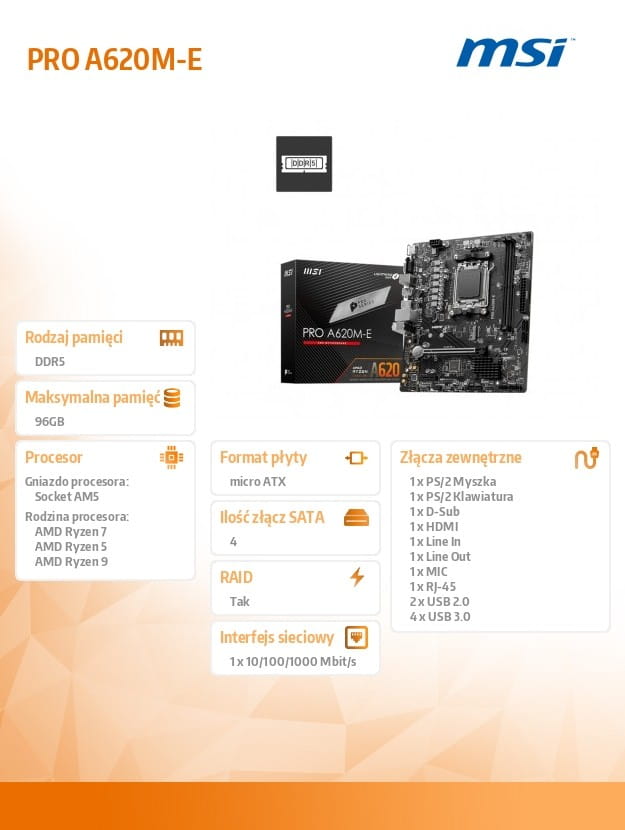 PRO A620M-E
msi
DDR5
msi
PRO SERIES
PRO A620M-E
AMD
RYZEN
A620
Rodzaj pamięci
DDR5
Maksymalna pamięć
96GB
Procesor
Gniazdo procesora:
Socket AM5
Rodzina procesora:
AMD Ryzen 7
AMD Ryzen 5
AMD Ryzen 9
Format płyty
micro ATX
Ilość złącz SATA
4
RAID
Tak
Interfejs sieciowy
1 x 10/100/1000 Mbit/s
Złącza zewnętrzne
1 x PS/2 Myszka
1 x PS/2 Klawiatura
1 x D-Sub
1 x HDMI
1 x Line In
1 x Line Out
1 x MIC
1 x RJ-45
2 x USB 2.0
4 x USB 3.0